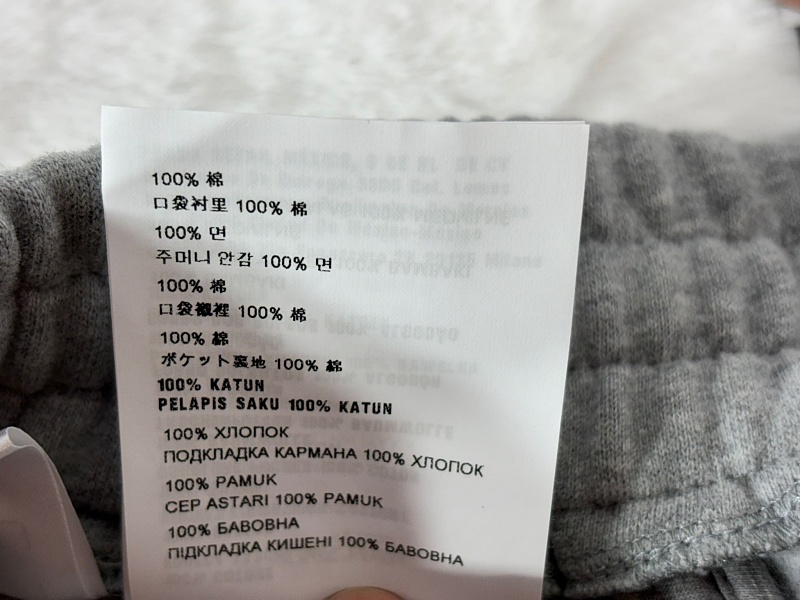 100% 棉
口袋衬里 100% 棉
100% 면
주머니 안감 100% 면
100% 棉
口袋襯裡 100% 棉
100% 綿
ポケット裏地 100% 綿
100% KATUN
PELAPIS SAKU 100% KATUN
100% ХЛОПОК
ПОДКЛАДКА КАРМАНА 100% ХЛОПОК
100% PAMUK
CEP ASTARI 100% PAMUK
100% БАВОВНА
ПІДКЛАДКА КИШЕНІ 100% БАВОВНА